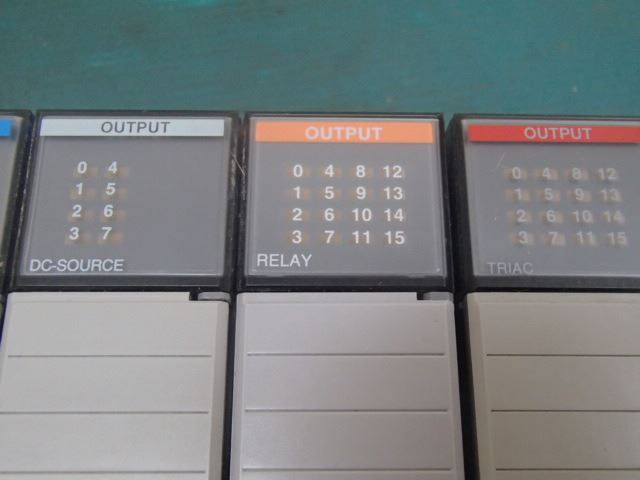 OUTPUT
0 4
1 5
2 6
3 7
DC-SOURCE
OUTPUT
0 4 8 12
1 5 9 13
2 6 10 14
3 7 11 15
RELAY
OUTPUT
0 4 8 12
1 5 9 13
2 6 10 14
3 7 11 15
TRIAC